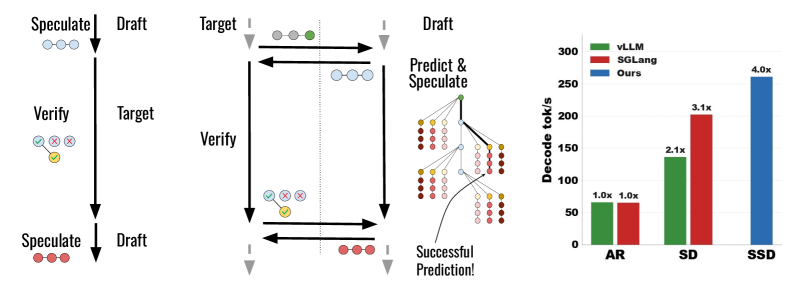 Speculate
Draft
Verify
Target
Speculate
Draft
Target
Draft
Predict &
Speculate
Verify
Successful
Prediction!
Decode tok/s
300
250
200
150
100
50
0
vLLM
SGLang
Ours
1.0x
1.0x
2.1x
3.1x
4.0x
AR
SD
SSD